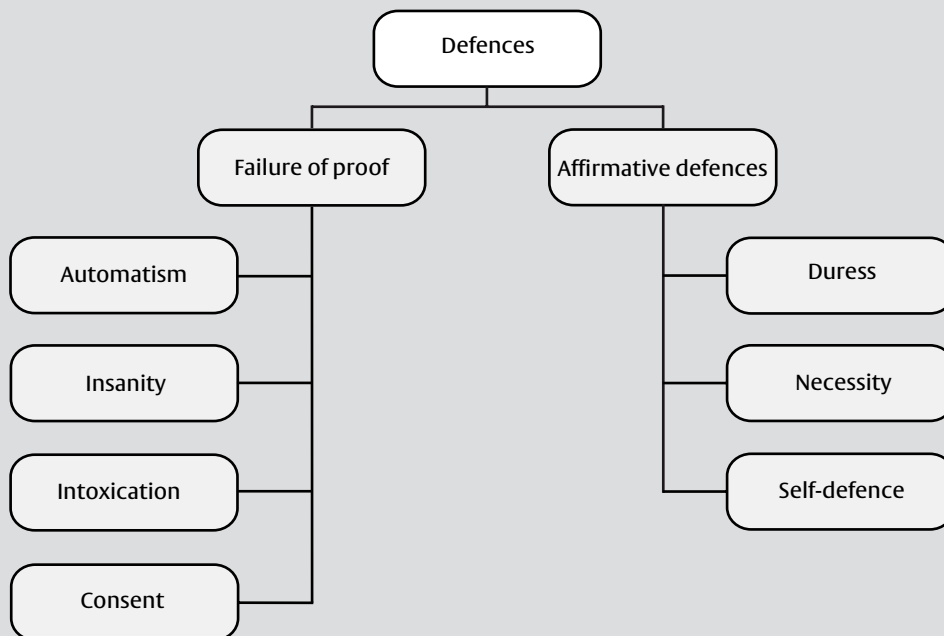 Defences
Failure of proof
Affirmative defences
Automatism
Duress
Insanity
Necessity
Intoxication
Self-defence
Consent